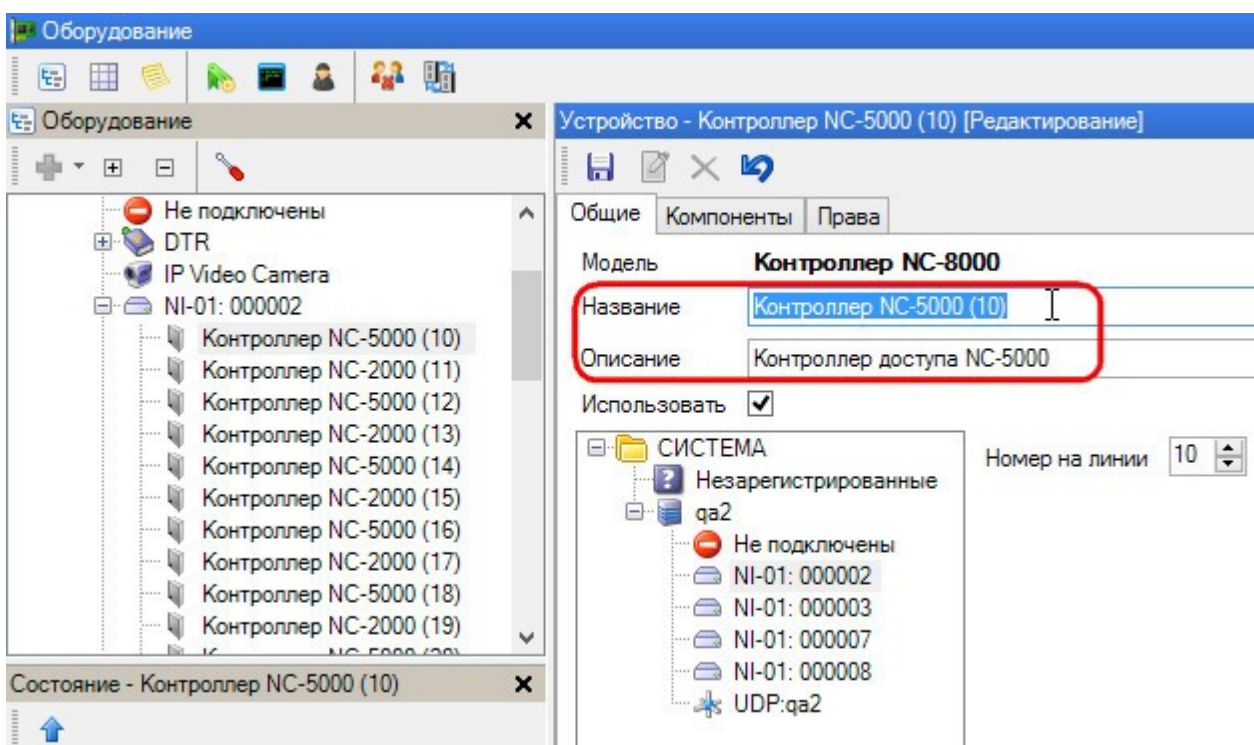 Оборудование
Оборудование
Не подключены
DTR
IP Video Camera
NI-01: 000002
Контроллер NC-5000 (10)
Контроллер NC-2000 (11)
Контроллер NC-5000 (12)
Контроллер NC-2000 (13)
Контроллер NC-5000 (14)
Контроллер NC-2000 (15)
Контроллер NC-5000 (16)
Контроллер NC-2000 (17)
Контроллер NC-5000 (18)
Контроллер NC-2000 (19)
Состояние - Контроллер NC-5000 (10)
Устройство - Контроллер NC-5000 (10) [Редактирование]
Общие Компоненты Права
Модель Контроллер NC-8000
Название Контроллер NC-5000 (10)
Описание Контроллер доступа NC-5000
Использовать
СИСТЕМА
Незарегистрированные
qa2
Не подключены
NI-01: 000002
NI-01: 000003
NI-01: 000007
NI-01: 000008
UDP:qa2
Номер на линии 10